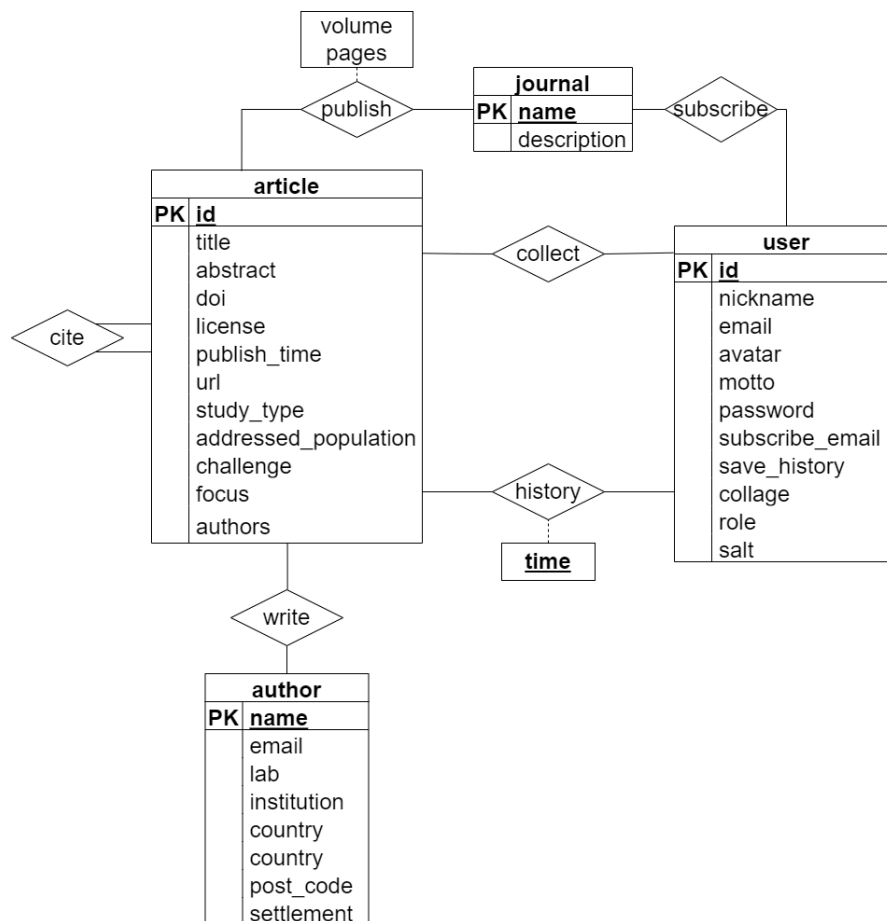 volume
pages
publish
journal
PK name
description
subscribe
article
PK id
title
abstract
doi
license
publish_time
url
study_type
addressed_population
challenge
focus
authors
cite
collect
user
PK id
nickname
email
avatar
motto
password
subscribe_email
save_history
collage
role
salt
history
time
write
author
PK name
email
lab
institution
country
country
post_code
settlement